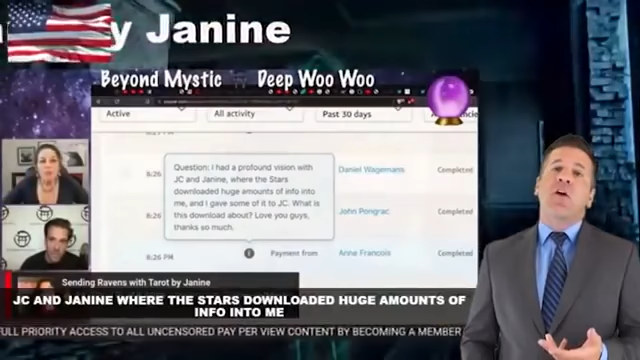 by Janine
Beyond Mystic
Deep Woo Woo
Active
All activity
Past 30 days
8:26
Question: I had a profound vision with
JC and Janine, where the Stars
downloaded huge amounts of info into
me, and I gave some of it to JC. What is
this download about? Love you guys,
thanks so much.
Daniel Wagemans
Completed
8:26
John Pongrac
Completed
8:26 PM
Payment from
Anne Francois
Completed
Sending Ravens with Tarot by Janine
JC AND JANINE WHERE THE STARS DOWNLOADED HUGE AMOUNTS OF
INFO INTO ME
FULL PRIORITY ACCESS TO ALL UNCENSORED PAY PER VIEW CONTENT BY BECOMING A MEMBER